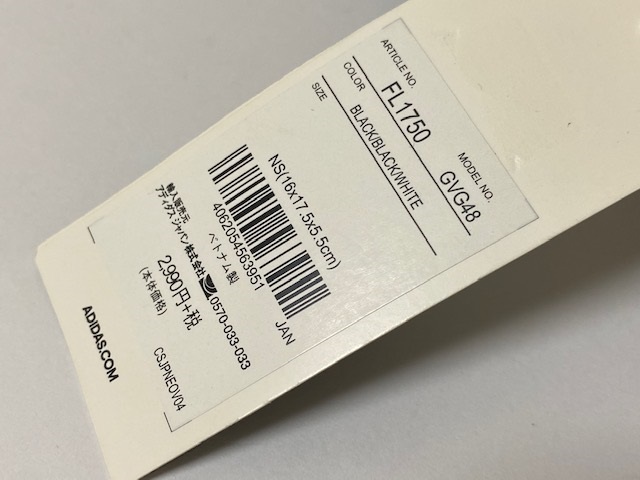 ARTICLE NO. MODEL NO.
FL1750 GVG48
COLOR
BLACK/BLACK/WHITE
SIZE
NS(16x17.5x5.5cm)
JAN
4062054563951
ベトナム製
輸入販売元
アディダス ジャパン株式会社 0570-033-033
2,990円+税
(本体価格)
CSJPNEOV04
ADIDAS.COM